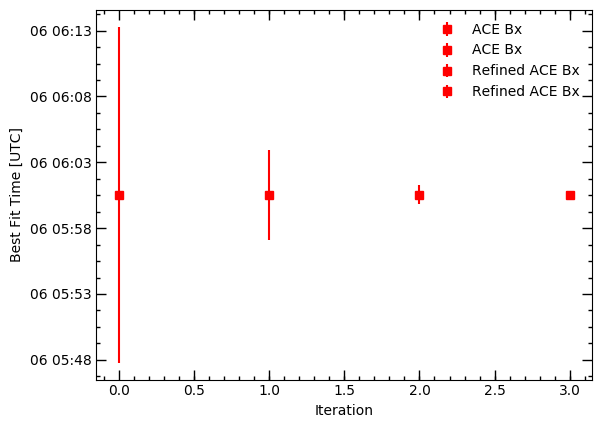 06 06:13
06 06:08
06 06:03
06 05:58
06 05:53
06 05:48
Best Fit Time [UTC]
ACE Bx
ACE Bx
Refined ACE Bx
Refined ACE Bx
0.0 0.5 1.0 1.5 2.0 2.5 3.0
Iteration